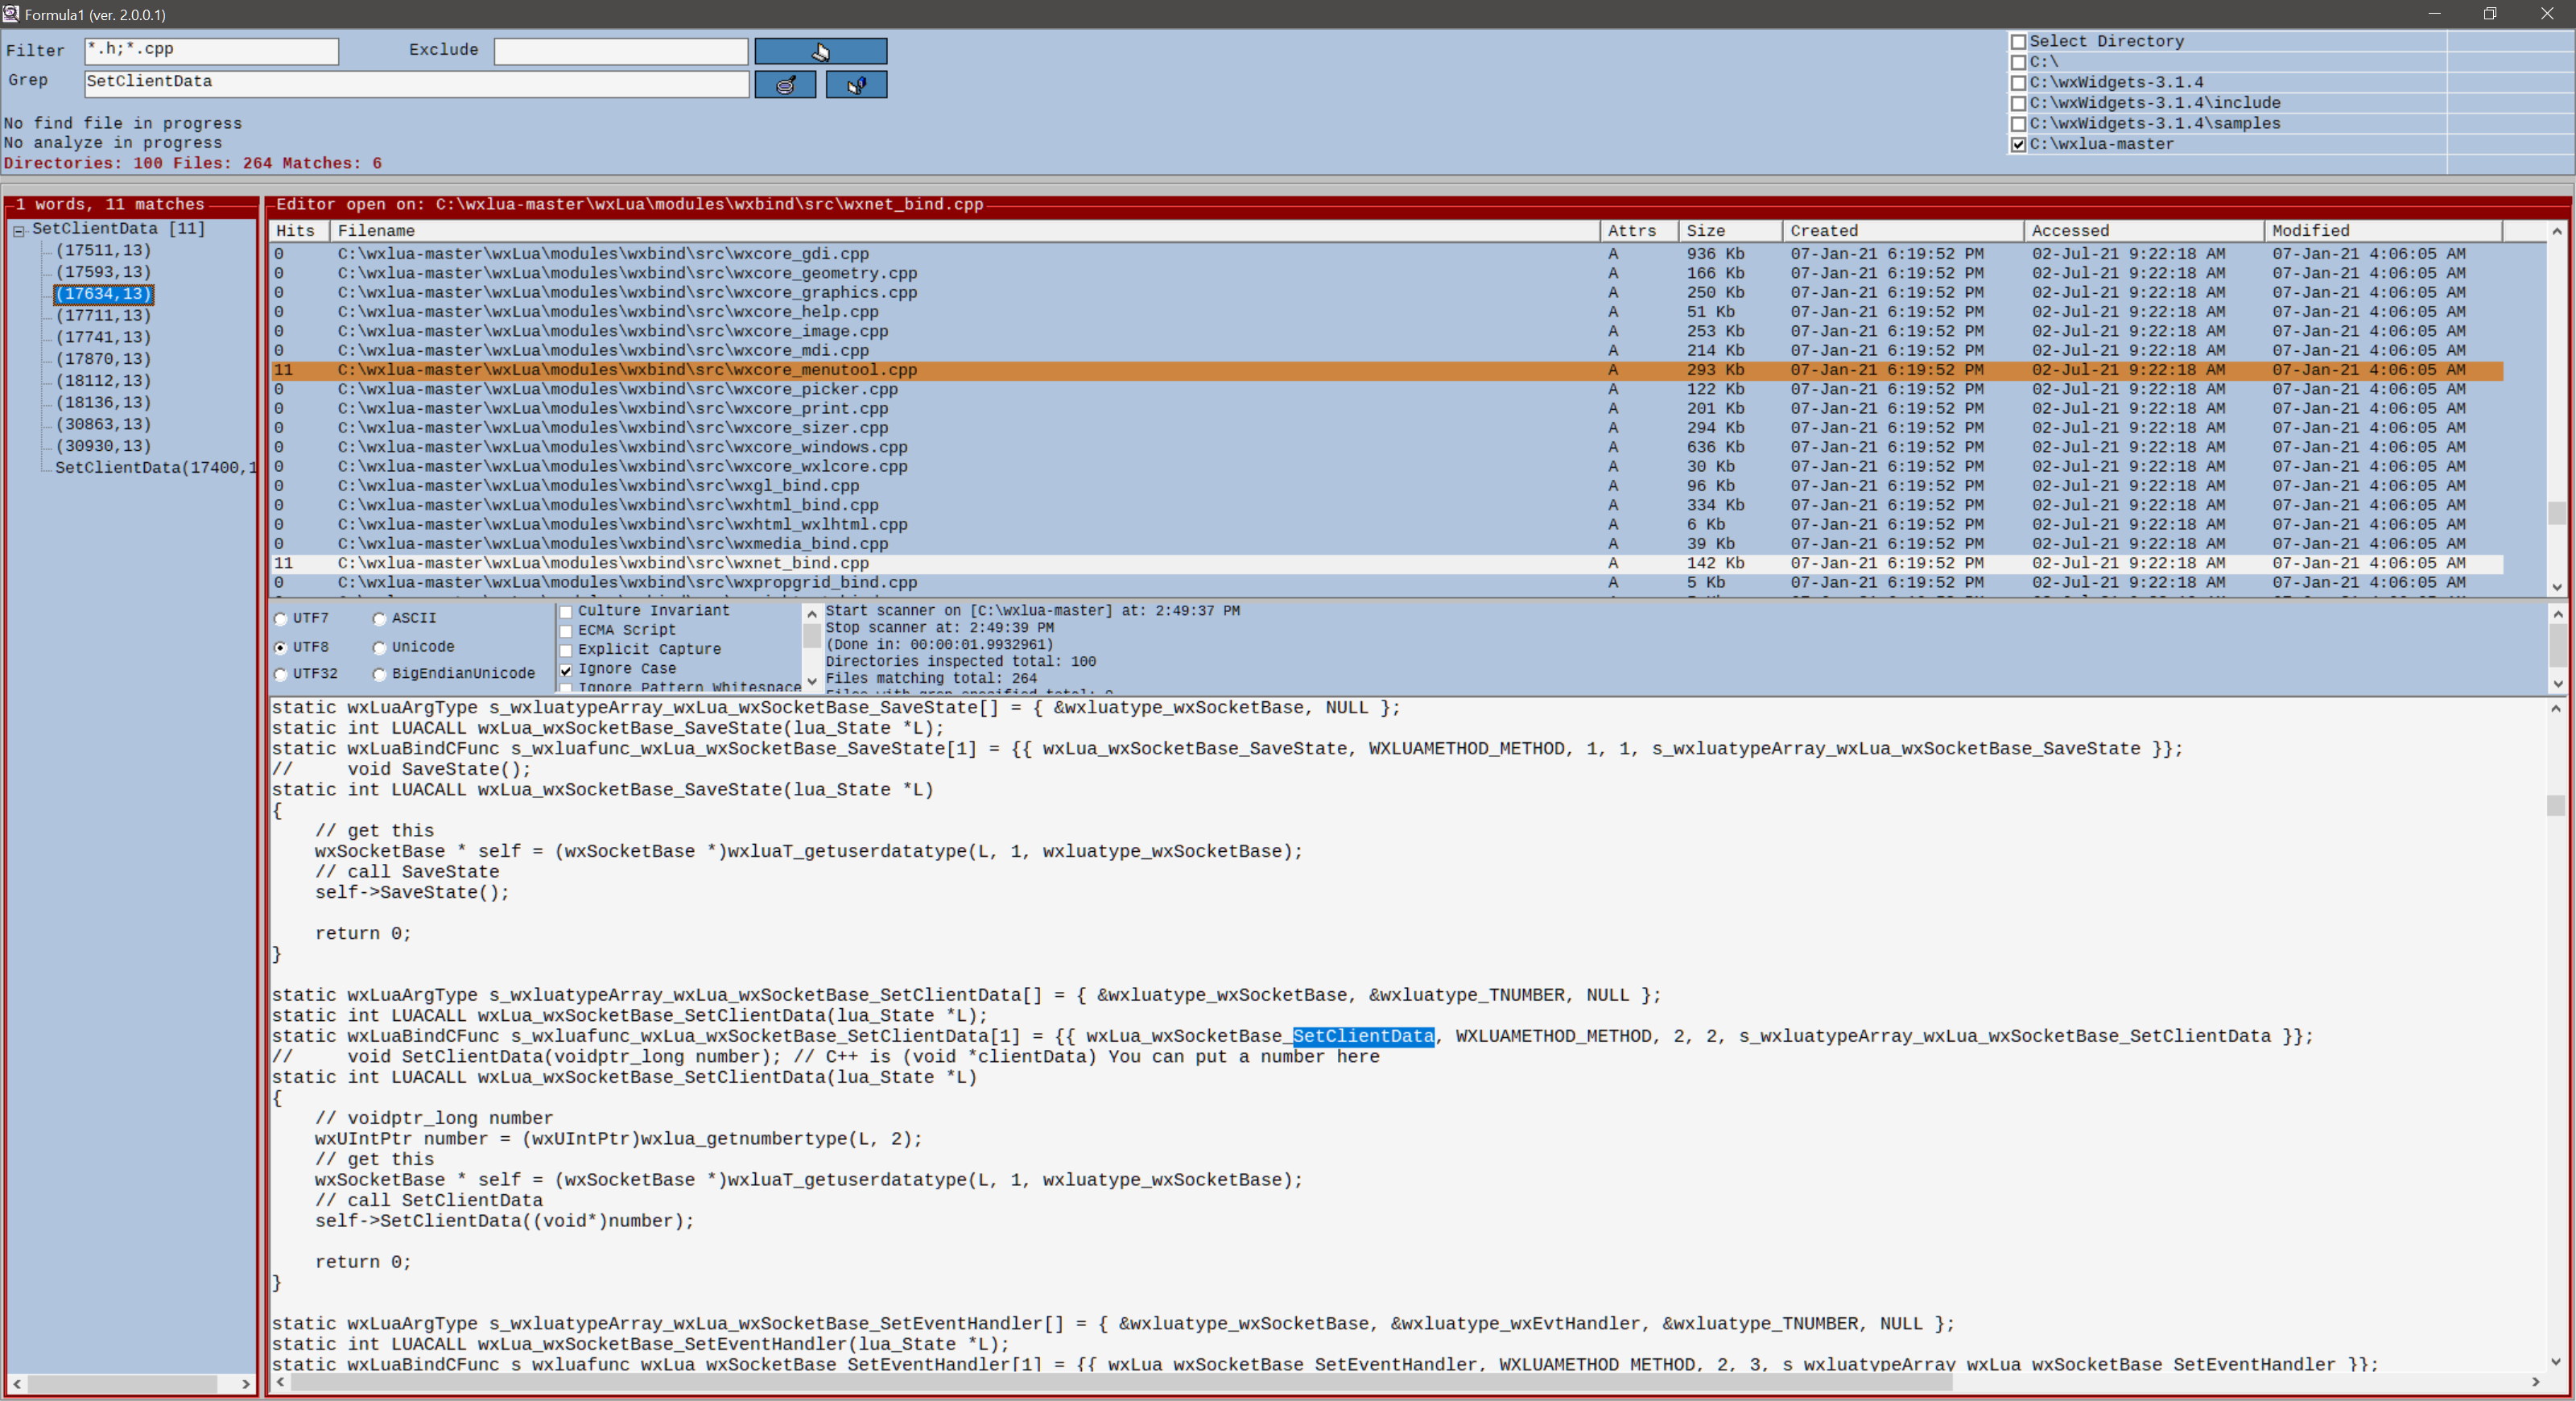 Formula1 (ver. 2.0.0.1)
Filter *.h;*.cpp Exclude
Grep SetClientData
No find file in progress
No analyze in progress
Directories: 100 Files: 264 Matches: 6
Select Directory
C:\
C:\wxWidgets-3.1.4
C:\wxWidgets-3.1.4\include
C:\wxWidgets-3.1.4\samples
C:\wxlua-master
1 words, 11 matches
SetClientData [11]
(17511,13)
(17593,13)
(17634,13)
(17711,13)
(17741,13)
(17870,13)
(18112,13)
(18136,13)
(30863,13)
(30930,13)
SetClientData(17400,1
Editor open on: C:\wxlua-master\wxLua\modules\wxbind\src\wxnet_bind.cpp
Hits Filename Attrs Size Created Accessed Modified
0 C:\wxlua-master\wxLua\modules\wxbind\src\wxcore_gdi.cpp A 936 Kb 07-Jan-21 6:19:52 PM 02-Jul-21 9:22:18 AM 07-Jan-21 4:06:05 AM
0 C:\wxlua-master\wxLua\modules\wxbind\src\wxcore_geometry.cpp A 166 Kb 07-Jan-21 6:19:52 PM 02-Jul-21 9:22:18 AM 07-Jan-21 4:06:05 AM
0 C:\wxlua-master\wxLua\modules\wxbind\src\wxcore_graphics.cpp A 250 Kb 07-Jan-21 6:19:52 PM 02-Jul-21 9:22:18 AM 07-Jan-21 4:06:05 AM
0 C:\wxlua-master\wxLua\modules\wxbind\src\wxcore_help.cpp A 51 Kb 07-Jan-21 6:19:52 PM 02-Jul-21 9:22:18 AM 07-Jan-21 4:06:05 AM
0 C:\wxlua-master\wxLua\modules\wxbind\src\wxcore_image.cpp A 253 Kb 07-Jan-21 6:19:52 PM 02-Jul-21 9:22:18 AM 07-Jan-21 4:06:05 AM
0 C:\wxlua-master\wxLua\modules\wxbind\src\wxcore_mdi.cpp A 214 Kb 07-Jan-21 6:19:52 PM 02-Jul-21 9:22:18 AM 07-Jan-21 4:06:05 AM
11 C:\wxlua-master\wxLua\modules\wxbind\src\wxcore_menutool.cpp A 293 Kb 07-Jan-21 6:19:52 PM 02-Jul-21 9:22:18 AM 07-Jan-21 4:06:05 AM
0 C:\wxlua-master\wxLua\modules\wxbind\src\wxcore_picker.cpp A 122 Kb 07-Jan-21 6:19:52 PM 02-Jul-21 9:22:18 AM 07-Jan-21 4:06:05 AM
0 C:\wxlua-master\wxLua\modules\wxbind\src\wxcore_print.cpp A 201 Kb 07-Jan-21 6:19:52 PM 02-Jul-21 9:22:18 AM 07-Jan-21 4:06:05 AM
0 C:\wxlua-master\wxLua\modules\wxbind\src\wxcore_sizer.cpp A 294 Kb 07-Jan-21 6:19:52 PM 02-Jul-21 9:22:18 AM 07-Jan-21 4:06:05 AM
0 C:\wxlua-master\wxLua\modules\wxbind\src\wxcore_windows.cpp A 636 Kb 07-Jan-21 6:19:52 PM 02-Jul-21 9:22:18 AM 07-Jan-21 4:06:05 AM
0 C:\wxlua-master\wxLua\modules\wxbind\src\wxcore_wxlcore.cpp A 30 Kb 07-Jan-21 6:19:52 PM 02-Jul-21 9:22:18 AM 07-Jan-21 4:06:05 AM
0 C:\wxlua-master\wxLua\modules\wxbind\src\wxgl_bind.cpp A 96 Kb 07-Jan-21 6:19:52 PM 02-Jul-21 9:22:18 AM 07-Jan-21 4:06:05 AM
0 C:\wxlua-master\wxLua\modules\wxbind\src\wxhtml_bind.cpp A 334 Kb 07-Jan-21 6:19:52 PM 02-Jul-21 9:22:18 AM 07-Jan-21 4:06:05 AM
0 C:\wxlua-master\wxLua\modules\wxbind\src\wxhtml_wxlhtml.cpp A 6 Kb 07-Jan-21 6:19:52 PM 02-Jul-21 9:22:18 AM 07-Jan-21 4:06:05 AM
0 C:\wxlua-master\wxLua\modules\wxbind\src\wxmedia_bind.cpp A 39 Kb 07-Jan-21 6:19:52 PM 02-Jul-21 9:22:18 AM 07-Jan-21 4:06:05 AM
11 C:\wxlua-master\wxLua\modules\wxbind\src\wxnet_bind.cpp A 142 Kb 07-Jan-21 6:19:52 PM 02-Jul-21 9:22:18 AM 07-Jan-21 4:06:05 AM
0 C:\wxlua-master\wxLua\modules\wxbind\src\wxpropgrid_bind.cpp A 5 Kb 07-Jan-21 6:19:52 PM 02-Jul-21 9:22:18 AM 07-Jan-21 4:06:05 AM
UTF7 ASCII
UTF8 Unicode
UTF32 BigEndianUnicode
Culture Invariant
ECMA Script
Explicit Capture
Ignore Case
Ignore Pattern Whitespace
Start scanner on [C:\wxlua-master] at: 2:49:37 PM
Stop scanner at: 2:49:39 PM
(Done in: 00:00:01.9932961)
Directories inspected total: 100
Files matching total: 264
static wxLuaArgType s_wxluatypeArray_wxLua_wxSocketBase_SaveState[] = { &wxluatype_wxSocketBase, NULL };
static int LUACALL wxLua_wxSocketBase_SaveState(lua_State *L);
static wxLuaBindCFunc s_wxluafunc_wxLua_wxSocketBase_SaveState[1] = {{ wxLua_wxSocketBase_SaveState, WXLUAMETHOD_METHOD, 1, 1, s_wxluatypeArray_wxLua_wxSocketBase_SaveState }};
// void SaveState();
static int LUACALL wxLua_wxSocketBase_SaveState(lua_State *L)
{
// get this
wxSocketBase * self = (wxSocketBase *)wxluaT_getuserdatatype(L, 1, wxluatype_wxSocketBase);
// call SaveState
self->SaveState();
return 0;
}
static wxLuaArgType s_wxluatypeArray_wxLua_wxSocketBase_SetClientData[] = { &wxluatype_wxSocketBase, &wxluatype_TNUMBER, NULL };
static int LUACALL wxLua_wxSocketBase_SetClientData(lua_State *L);
static wxLuaBindCFunc s_wxluafunc_wxLua_wxSocketBase_SetClientData[1] = {{ wxLua_wxSocketBase_SetClientData, WXLUAMETHOD_METHOD, 2, 2, s_wxluatypeArray_wxLua_wxSocketBase_SetClientData }};
// void SetClientData(voidptr_long number); // C++ is (void *clientData) You can put a number here
static int LUACALL wxLua_wxSocketBase_SetClientData(lua_State *L)
{
// voidptr_long number
wxUIntPtr number = (wxUIntPtr)wxlua_getnumbertype(L, 2);
// get this
wxSocketBase * self = (wxSocketBase *)wxluaT_getuserdatatype(L, 1, wxluatype_wxSocketBase);
// call SetClientData
self->SetClientData((void*)number);
return 0;
}
static wxLuaArgType s_wxluatypeArray_wxLua_wxSocketBase_SetEventHandler[] = { &wxluatype_wxSocketBase, &wxluatype_wxEvtHandler, &wxluatype_TNUMBER, NULL };
static int LUACALL wxLua_wxSocketBase_SetEventHandler(lua_State *L);
static wxLuaBindCFunc s_wxluafunc_wxLua_wxSocketBase_SetEventHandler[1] = {{ wxLua_wxSocketBase_SetEventHandler, WXLUAMETHOD_METHOD, 2, 3, s_wxluatypeArray_wxLua_wxSocketBase_SetEventHandler }};